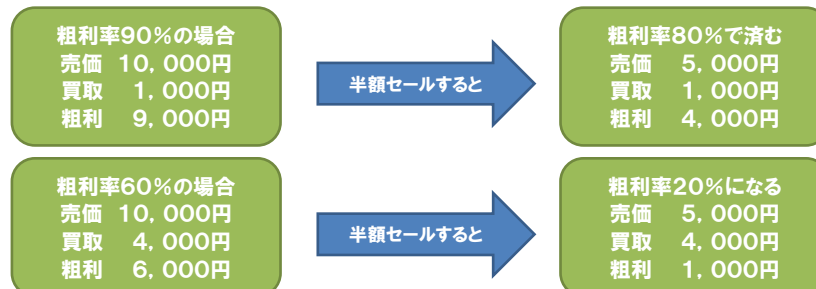 粗利率90%の場合
売価　10，000円
買取　1，000円
粗利　9，000円
半額セールすると
粗利率80%で済む
売価　5，000円
買取　1，000円
粗利　4，000円
粗利率60%の場合
売価　10，000円
買取　4，000円
粗利　6，000円
半額セールすると
粗利率20%になる
売価　5，000円
買取　4，000円
粗利　1，000円